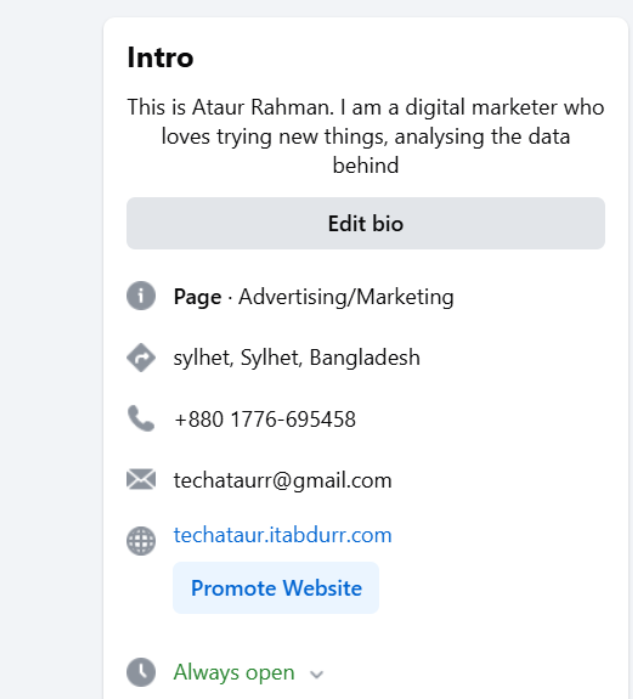 Intro
This is Ataur Rahman. I am a digital marketer who
loves trying new things, analysing the data
behind
Edit bio
Page · Advertising/Marketing
sylhet, Sylhet, Bangladesh
+880 1776-695458
techataurr@gmail.com
techataur.itabdurr.com
Promote Website
Always open